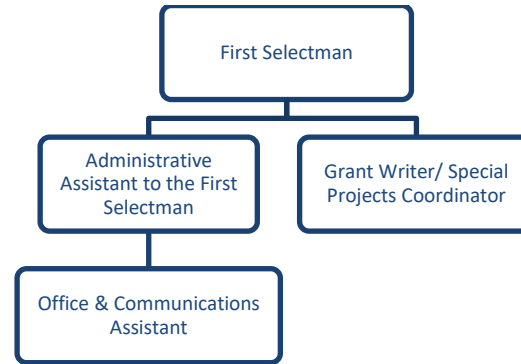 First Selectman
Administrative
Assistant to the First
Selectman
Grant Writer/ Special
Projects Coordinator
Office & Communications
Assistant